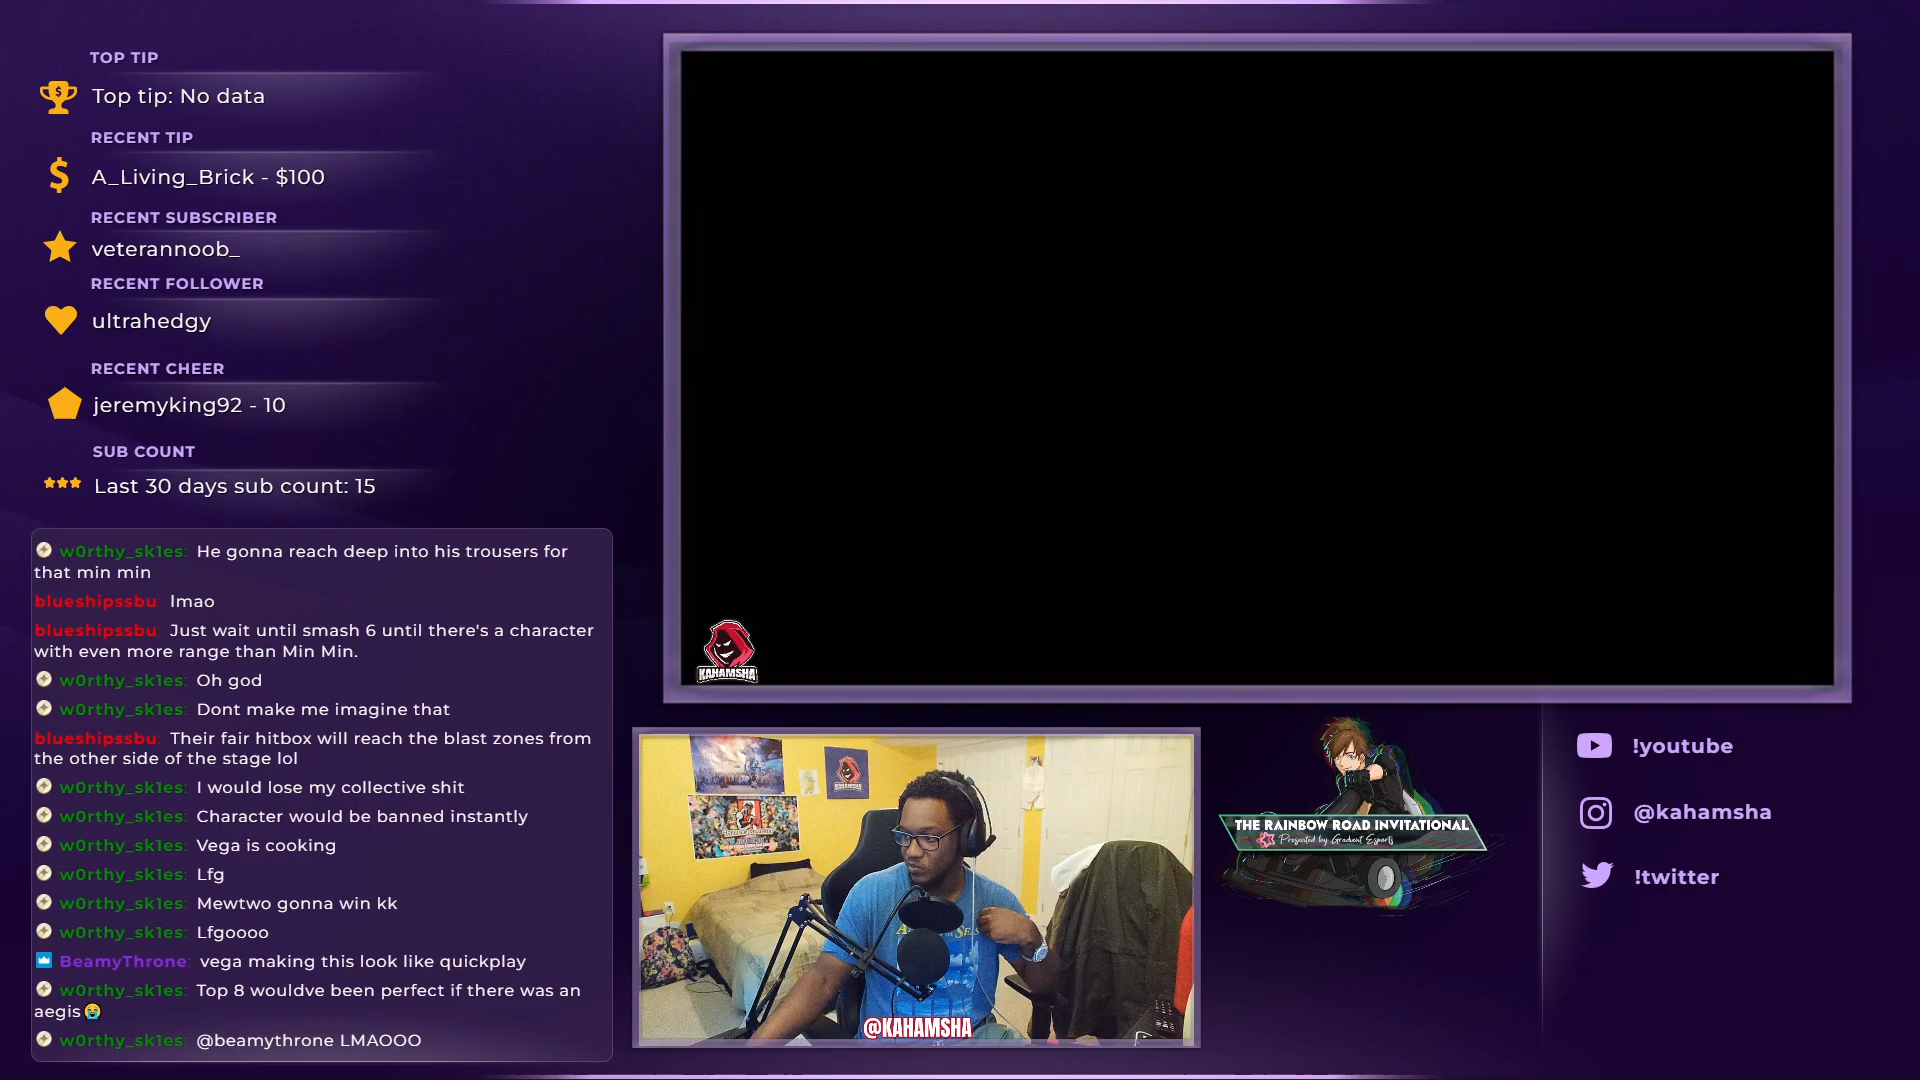 TOP TIP
Top tip: No data
RECENT TIP
A_Living_Brick - $100
RECENT SUBSCRIBER
veterannoob_
RECENT FOLLOWER
ultrahedgy
RECENT CHEER
jeremyking92 - 10
SUB COUNT
Last 30 days sub count: 15
w0rthy_sk1es: He gonna reach deep into his trousers for
that min min
blueshipssbu: lmao
blueshipssbu: Just wait until smash 6 until there's a character
with even more range than Min Min.
w0rthy_sk1es: Oh god
w0rthy_sk1es: Dont make me imagine that
blueshipssbu: Their fair hitbox will reach the blast zones from
the other side of the stage lol
w0rthy_sk1es: I would lose my collective shit
w0rthy_sk1es: Character would be banned instantly
w0rthy_sk1es: Vega is cooking
w0rthy_sk1es: Lfg
w0rthy_sk1es: Mewtwo gonna win kk
w0rthy_sk1es: Lfgoooo
BeamyThrone: vega making this look like quickplay
w0rthy_sk1es: Top 8 wouldve been perfect if there was an
aegis😭
w0rthy_sk1es: @beamythrone LMAOOO
KAHAMSHA
@KAHAMSHA
THE RAINBOW ROAD INVITATIONAL
Presented by Gradient Esports
!youtube
@kahamsha
!twitter